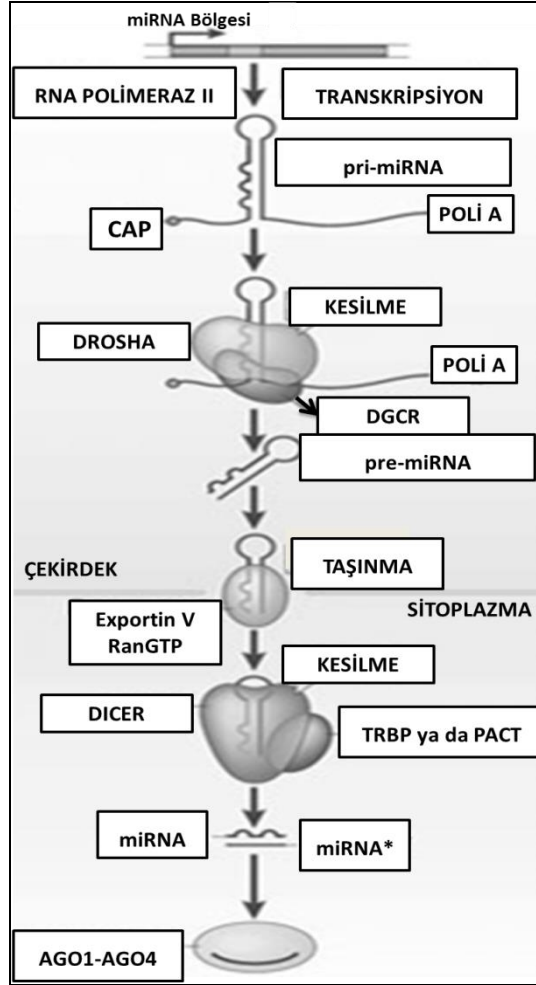 miRNA Bölgesi
RNA POLİMERAZ II
TRANSKRİPSİYON
pri-miRNA
CAP
POLİ A
KESİLME
DROSHA
POLİ A
DGCR
pre-miRNA
TAŞINMA
ÇEKİRDEK
SİTOPLAZMA
Exportin V
RanGTP
KESİLME
DICER
TRBP ya da PACT
miRNA
miRNA*
AGO1-AGO4